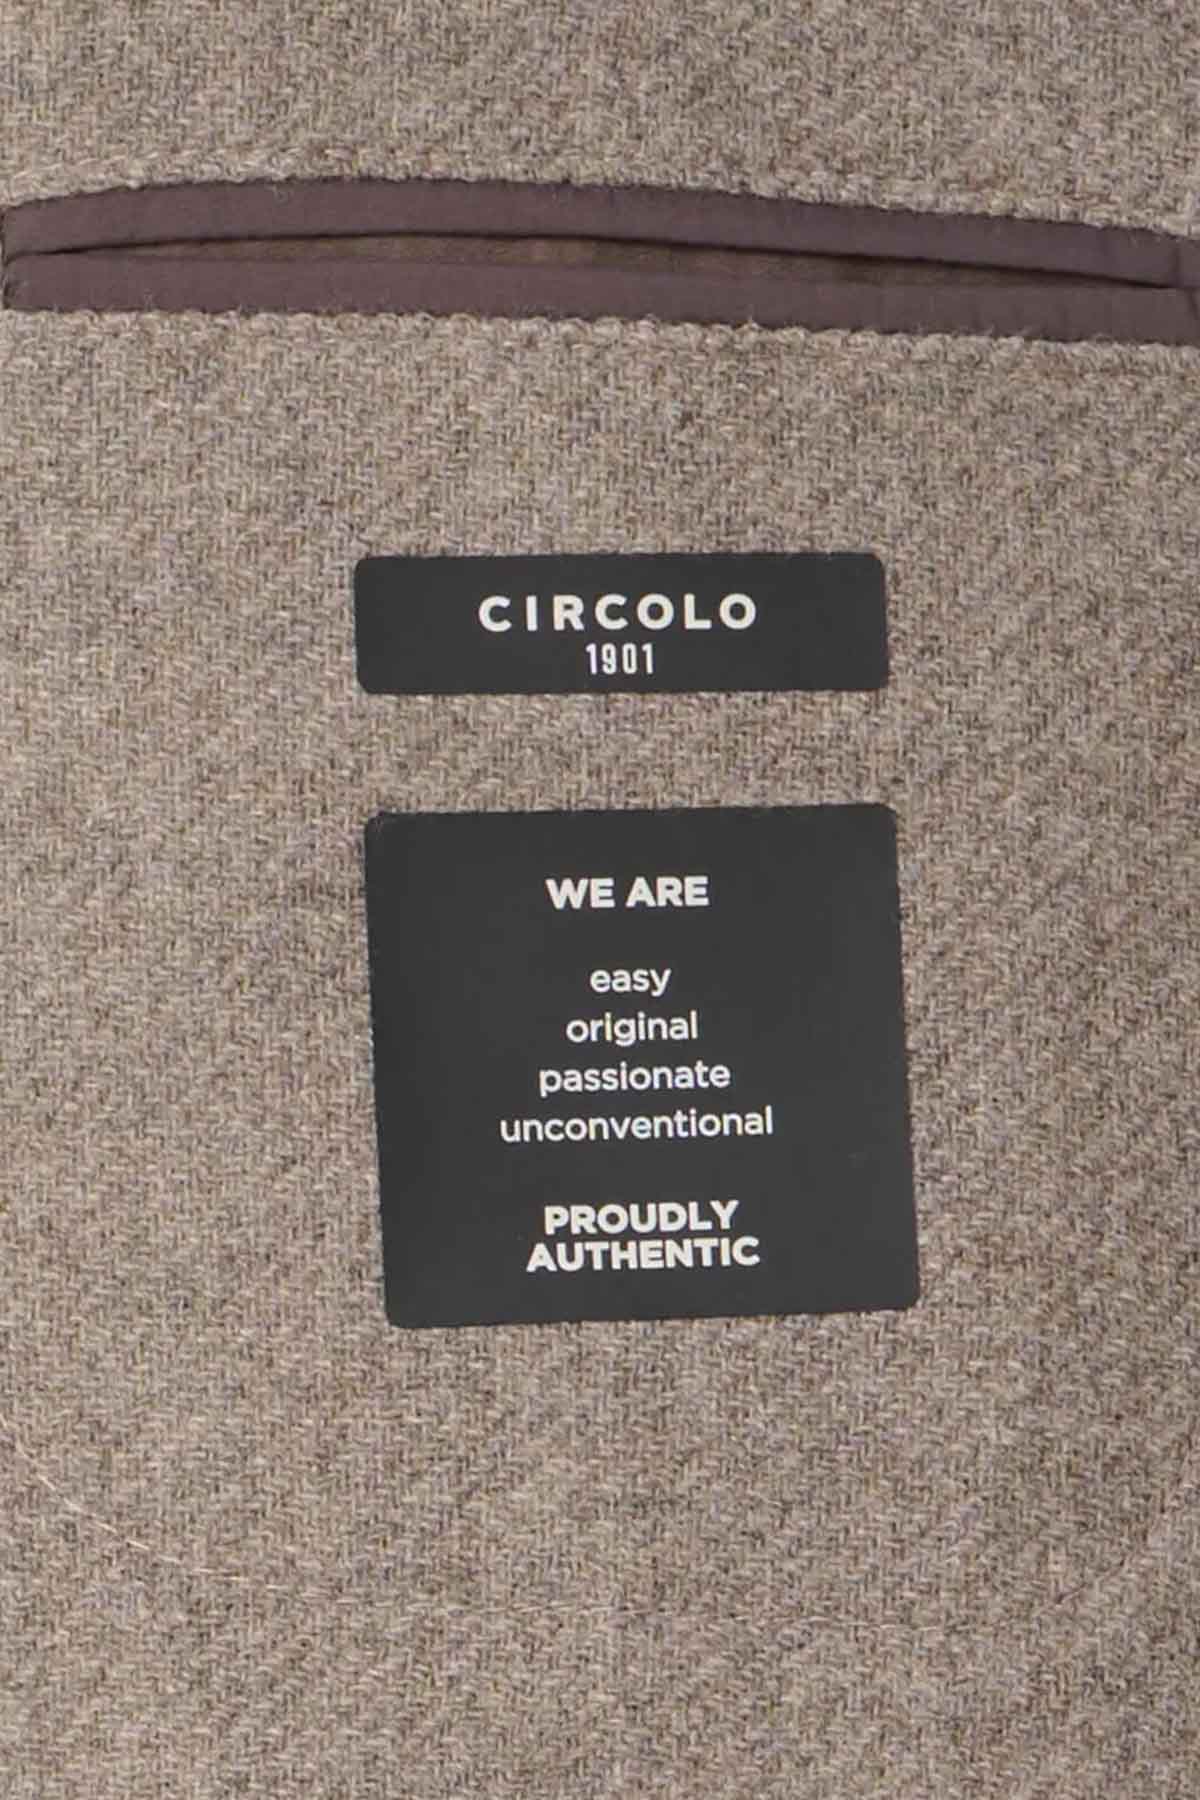 CIRCOLO
1901
WE ARE
easy
original
passionate
unconventional
PROUDLY
AUTHENTIC